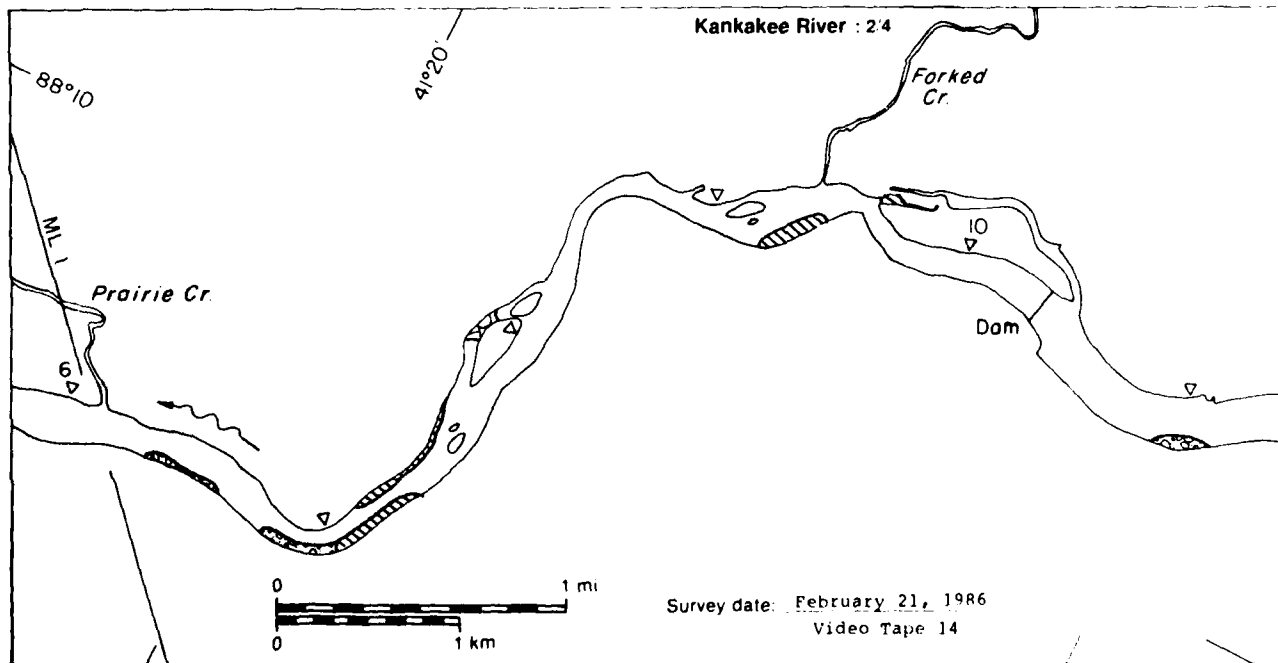 Kankakee River : 2/4
88°10
41°20'
Forked
Cr.
ML 1
Prairie Cr.
10
Dam
6
0 1 mi
0 1 km
Survey date: February 21, 1986
Video Tape 14